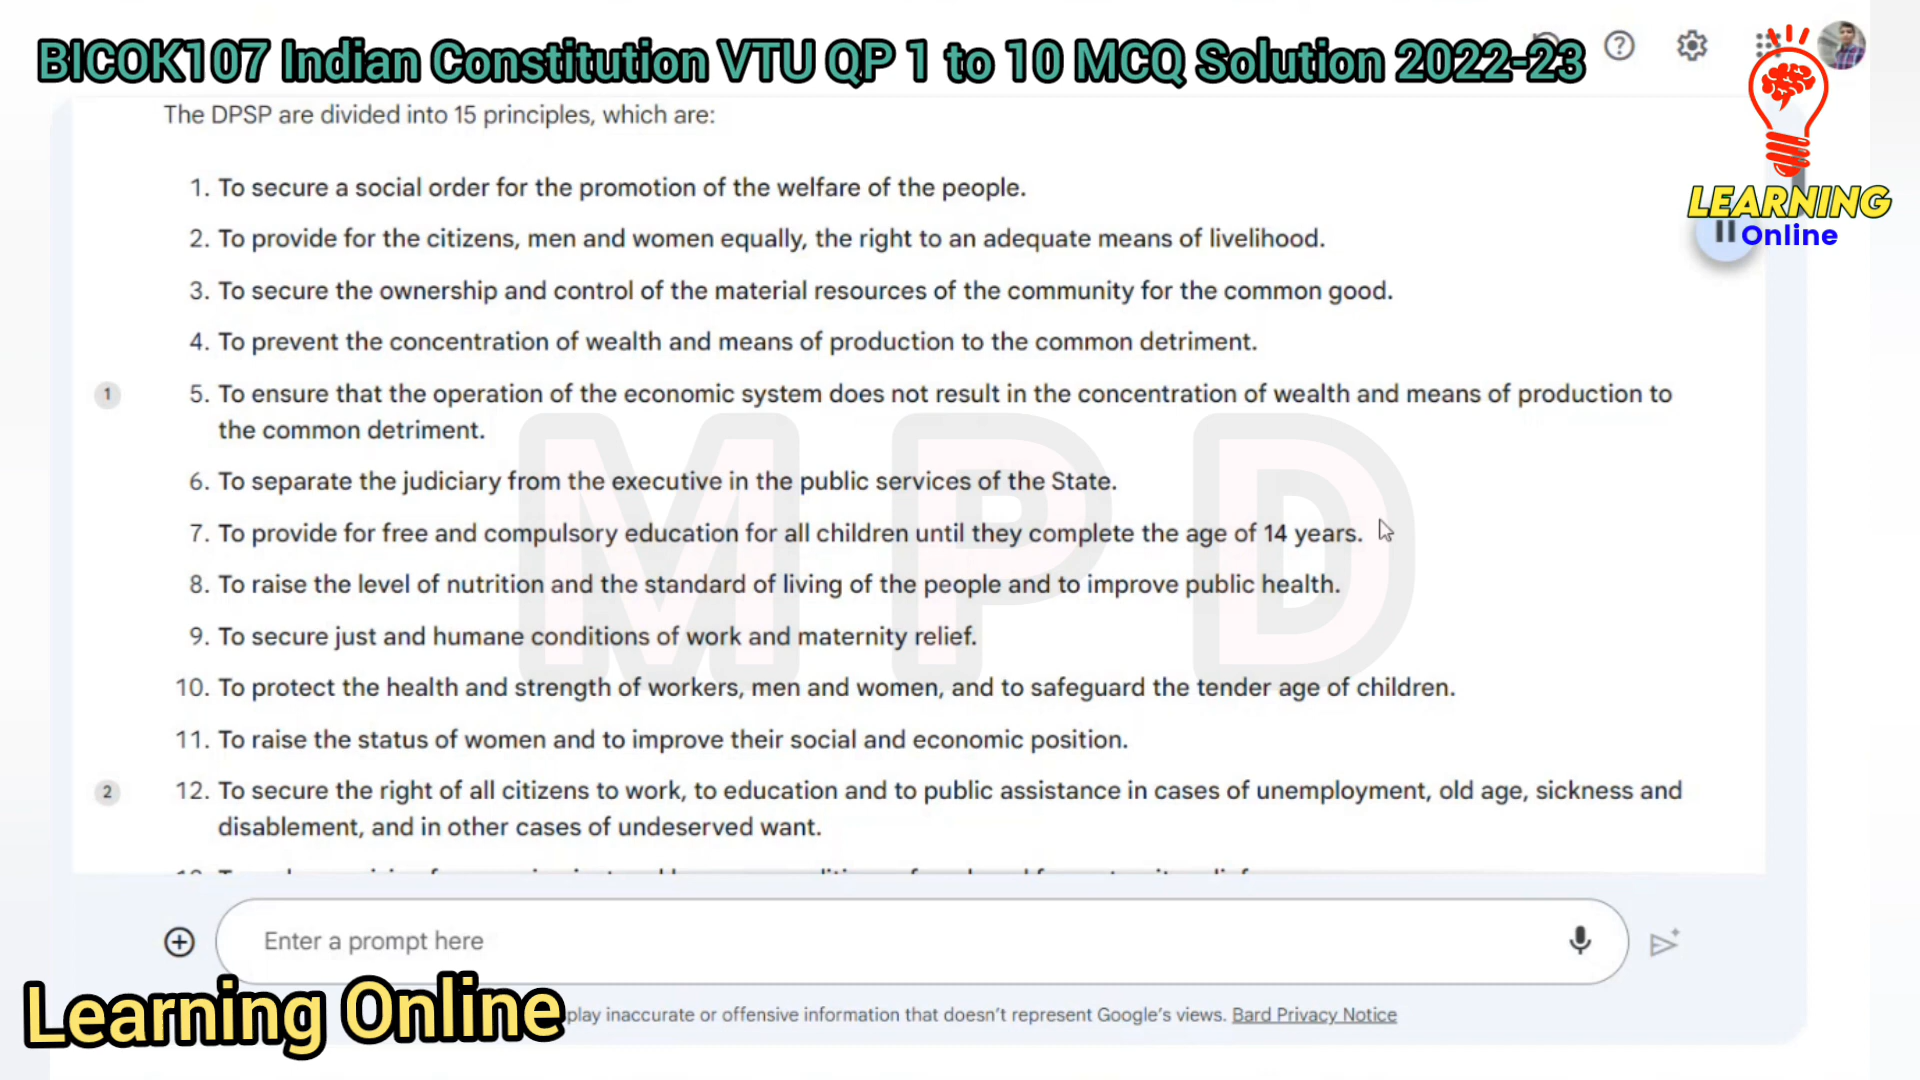 BICOK107 Indian Constitution VTU QP 1 to 10 MCQ Solution 2022-23
The DPSP are divided into 15 principles, which are:
LEARNING
Online
1. To secure a social order for the promotion of the welfare of the people.
2. To provide for the citizens, men and women equally, the right to an adequate means of livelihood.
3. To secure the ownership and control of the material resources of the community for the common good.
4. To prevent the concentration of wealth and means of production to the common detriment.
1
5. To ensure that the operation of the economic system does not result in the concentration of wealth and means of production to
the common detriment.
M P D
6. To separate the judiciary from the executive in the public services of the State.
7. To provide for free and compulsory education for all children until they complete the age of 14 years.
8. To raise the level of nutrition and the standard of living of the people and to improve public health.
9. To secure just and humane conditions of work and maternity relief.
10. To protect the health and strength of workers, men and women, and to safeguard the tender age of children.
11. To raise the status of women and to improve their social and economic position.
2
12. To secure the right of all citizens to work, to education and to public assistance in cases of unemployment, old age, sickness and
disablement, and in other cases of undeserved want.
Enter a prompt here
Learning Online
play inaccurate or offensive information that doesn't represent Google's views. Bard Privacy Notice